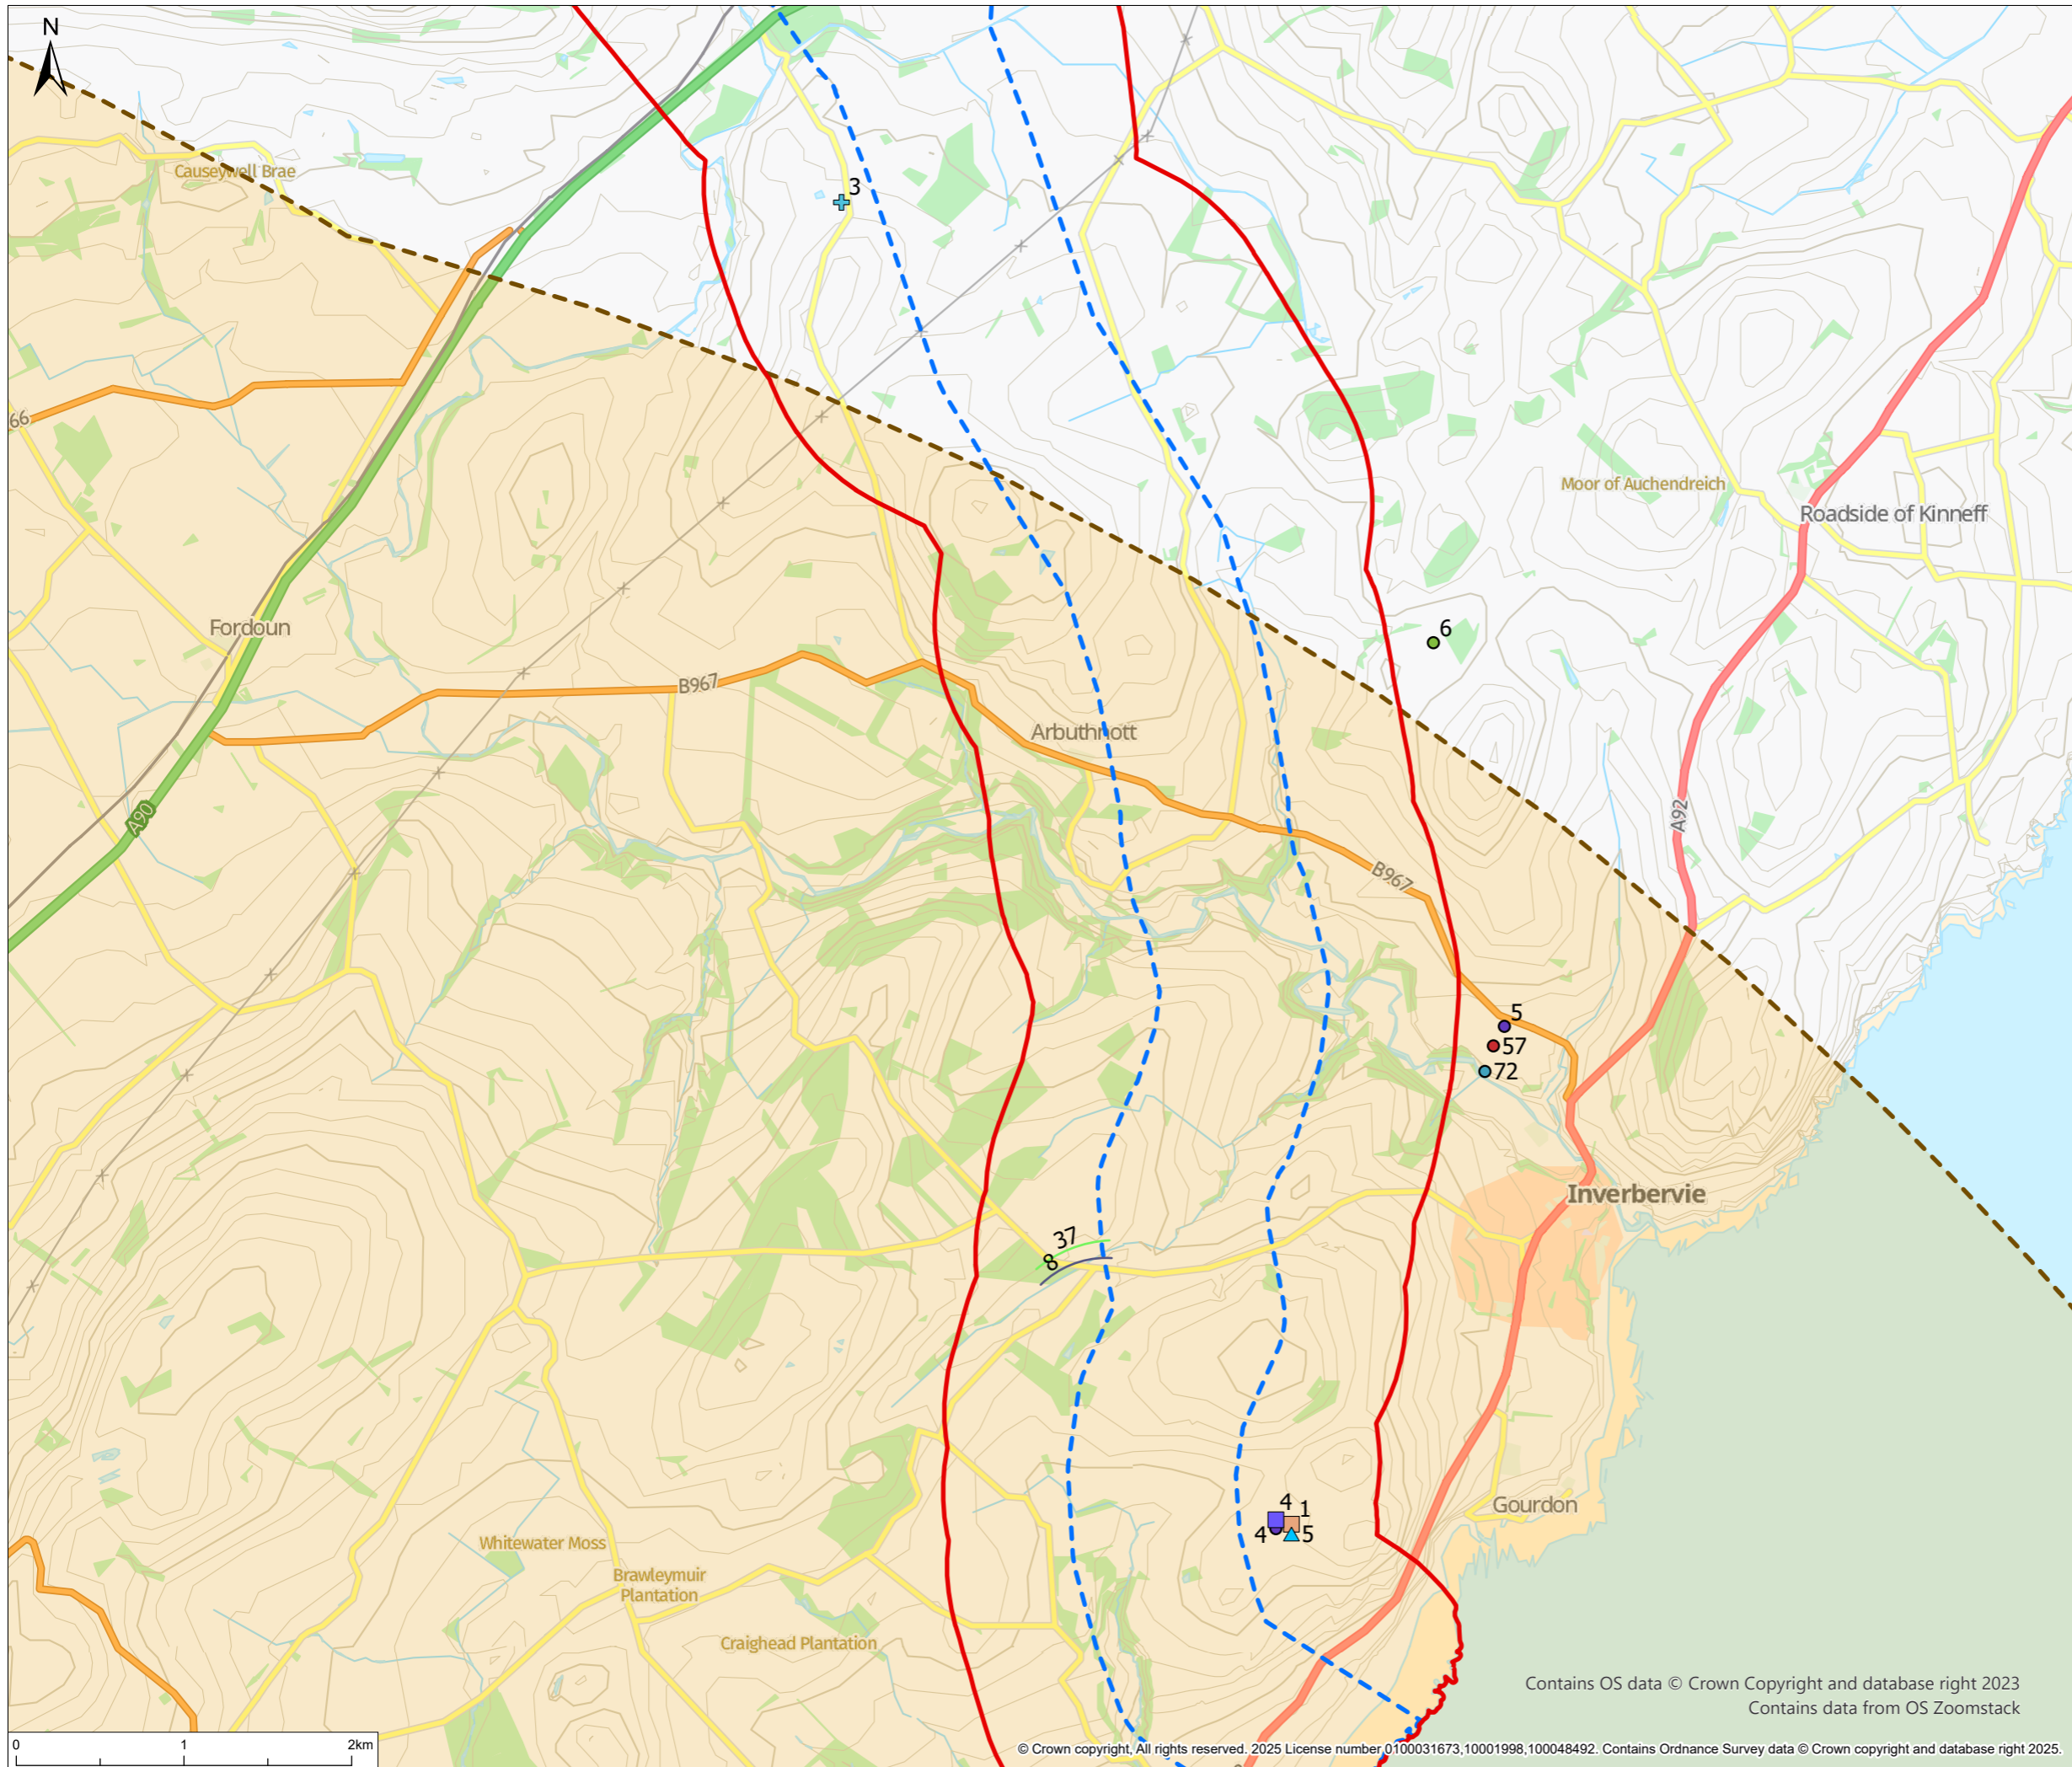 N
Causeywell Brae
3
66
Moor of Auchendreich
Roadside of Kinneff
Fordoun
6
B967
Arbuthnott
A90
A92
B967
5
57
72
Inverbervie
37
8
4
1
4
5
Gourdon
Whitewater Moss
Brawleymuir
Plantation
Craighead Plantation
Contains OS data © Crown Copyright and database right 2023
Contains data from OS Zoomstack
0 1 2km
© Crown copyright, All rights reserved. 2025 License number 0100031673,10001998,100048492. Contains Ordnance Survey data © Crown copyright and database right 2025.